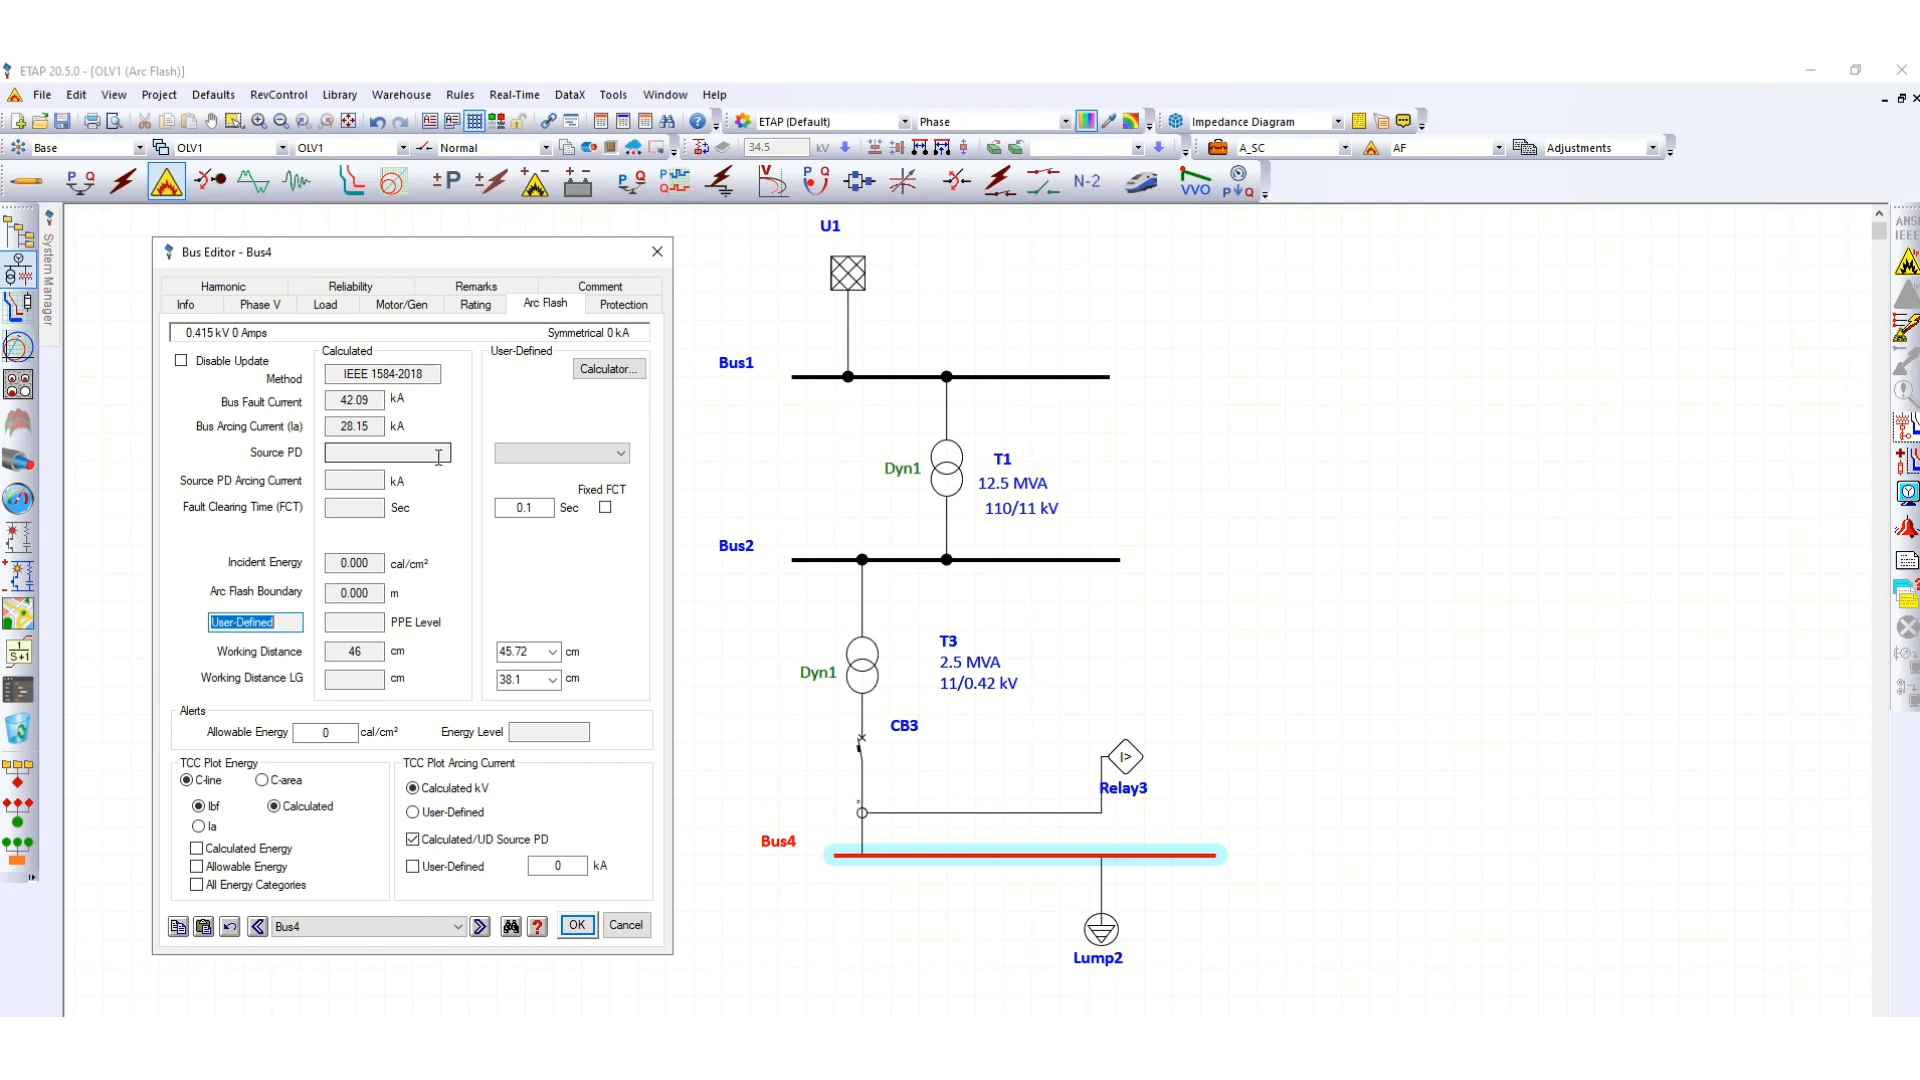 ETAP 20.5.0 - [OLV1 (Arc Flash)]
File Edit View Project Defaults RevControl Library Warehouse Rules Real-Time DataX Tools Window Help
ETAP (Default) Phase Impedance Diagram
Base OLV1 OLV1 Normal 34.5 kV A_SC AF Adjustments
P Q ±P P Q V P Q N-2 VVO P Q
System Manager
ANSI
IEEE
Bus Editor - Bus4
Harmonic Reliability Remarks Comment
Info Phase V Load Motor/Gen Rating Arc Flash Protection
0.415 kV 0 Amps Symmetrical 0 kA
Disable Update Calculated User-Defined
Method IEEE 1584-2018 Calculator...
Bus Fault Current 42.09 kA
Bus Arcing Current (Ia) 28.15 kA
Source PD
Source PD Arcing Current kA Fixed FCT
Fault Clearing Time (FCT) Sec 0.1 Sec
Incident Energy 0.000 cal/cm²
Arc Flash Boundary 0.000 m
User-Defined PPE Level
Working Distance 46 cm 45.72 cm
Working Distance LG cm 38.1 cm
Alerts
Allowable Energy 0 cal/cm² Energy Level
TCC Plot Energy TCC Plot Arcing Current
C-line C-area Calculated kV
Ibf Calculated User-Defined
Ia
Calculated/UD Source PD
Calculated Energy
Allowable Energy User-Defined 0 kA
All Energy Categories
Bus4 OK Cancel
U1
Bus1
Dyn1 T1
12.5 MVA
110/11 kV
Bus2
T3
Dyn1 2.5 MVA
11/0.42 kV
CB3
I>
Relay3
Bus4
Lump2
1
S+1